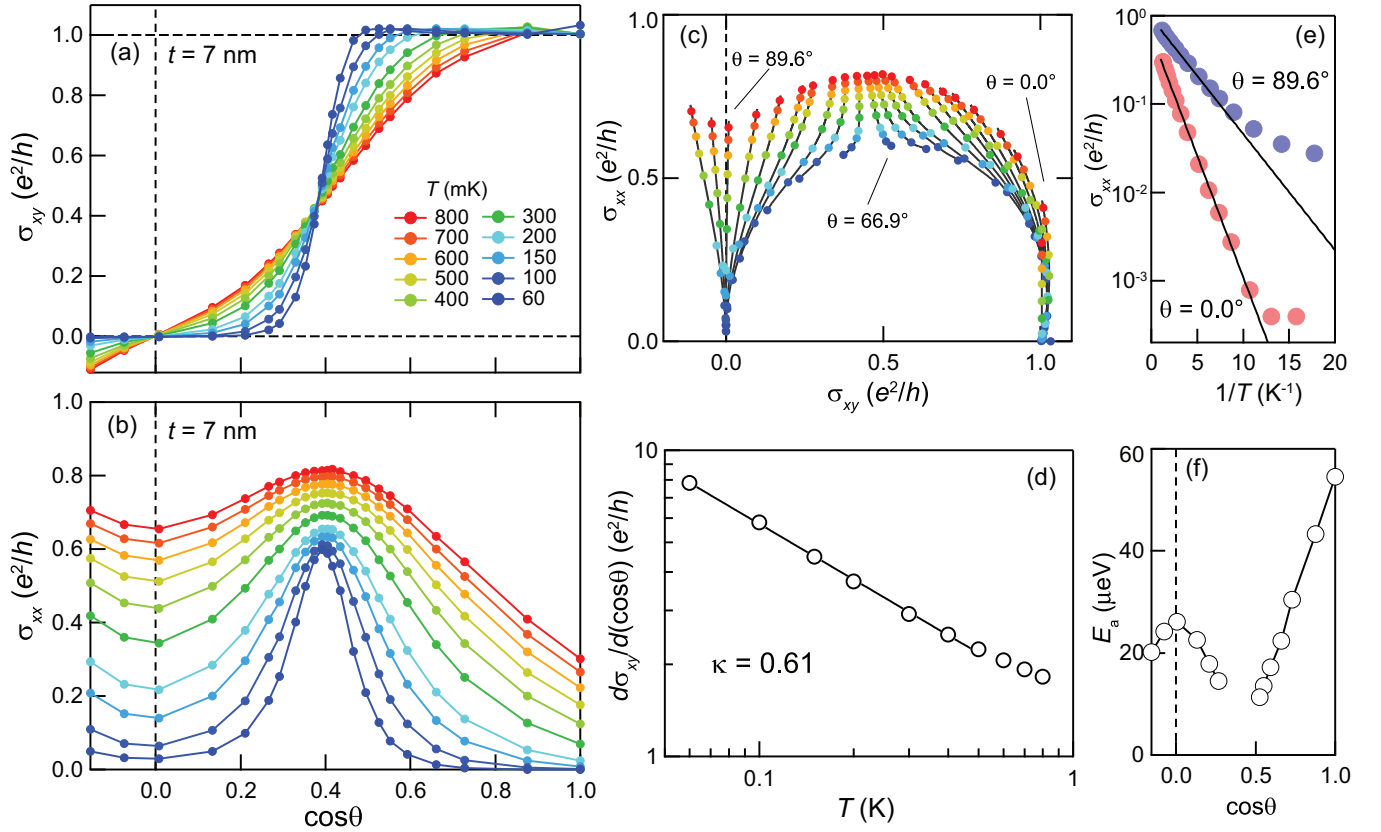 (a)
t = 7 nm
σxy (e²/h)
1.0
0.8
0.6
0.4
0.2
0.0
T (mK)
800 300
700 200
600 150
500 100
400 60
(b)
t = 7 nm
σxx (e²/h)
1.0
0.8
0.6
0.4
0.2
0.0
0.0 0.2 0.4 0.6 0.8 1.0
cosθ
(c)
σxx (e²/h)
1.0
0.5
0.0
θ = 89.6°
θ = 0.0°
θ = 66.9°
0.0 0.5 1.0
σxy (e²/h)
(d)
dσxy/d(cosθ) (e²/h)
10
1
κ = 0.61
0.1 1
T (K)
(e)
σxx (e²/h)
10⁰
10⁻¹
10⁻²
10⁻³
θ = 89.6°
θ = 0.0°
0 5 10 15 20
1/T (K⁻¹)
(f)
Eₐ (μeV)
60
40
20
0
0.0 0.5 1.0
cosθ